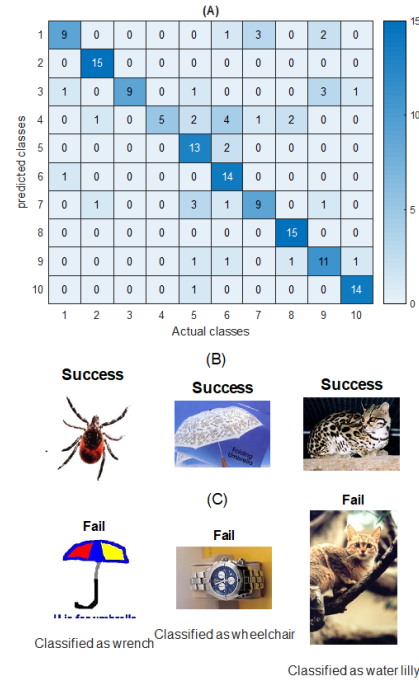 (A)
predicted classes
1 9 0 0 0 0 1 3 0 2 0
2 0 15 0 0 0 0 0 0 0 0
3 1 0 9 0 1 0 0 0 3 1
4 0 1 0 5 2 4 1 2 0 0
5 0 0 0 0 13 2 0 0 0 0
6 1 0 0 0 0 14 0 0 0 0
7 0 1 0 0 3 1 9 0 1 0
8 0 0 0 0 0 0 0 15 0 0
9 0 0 0 0 1 1 0 1 11 1
10 0 0 0 0 1 0 0 0 0 14
1 2 3 4 5 6 7 8 9 10
Actual classes
15
10
5
0
(B)
Success
Success
Success
Folding
Umbrella
(C)
Fail
Fail
Fail
Classified as wrench
Classified as wheelchair
Classified as water lilly